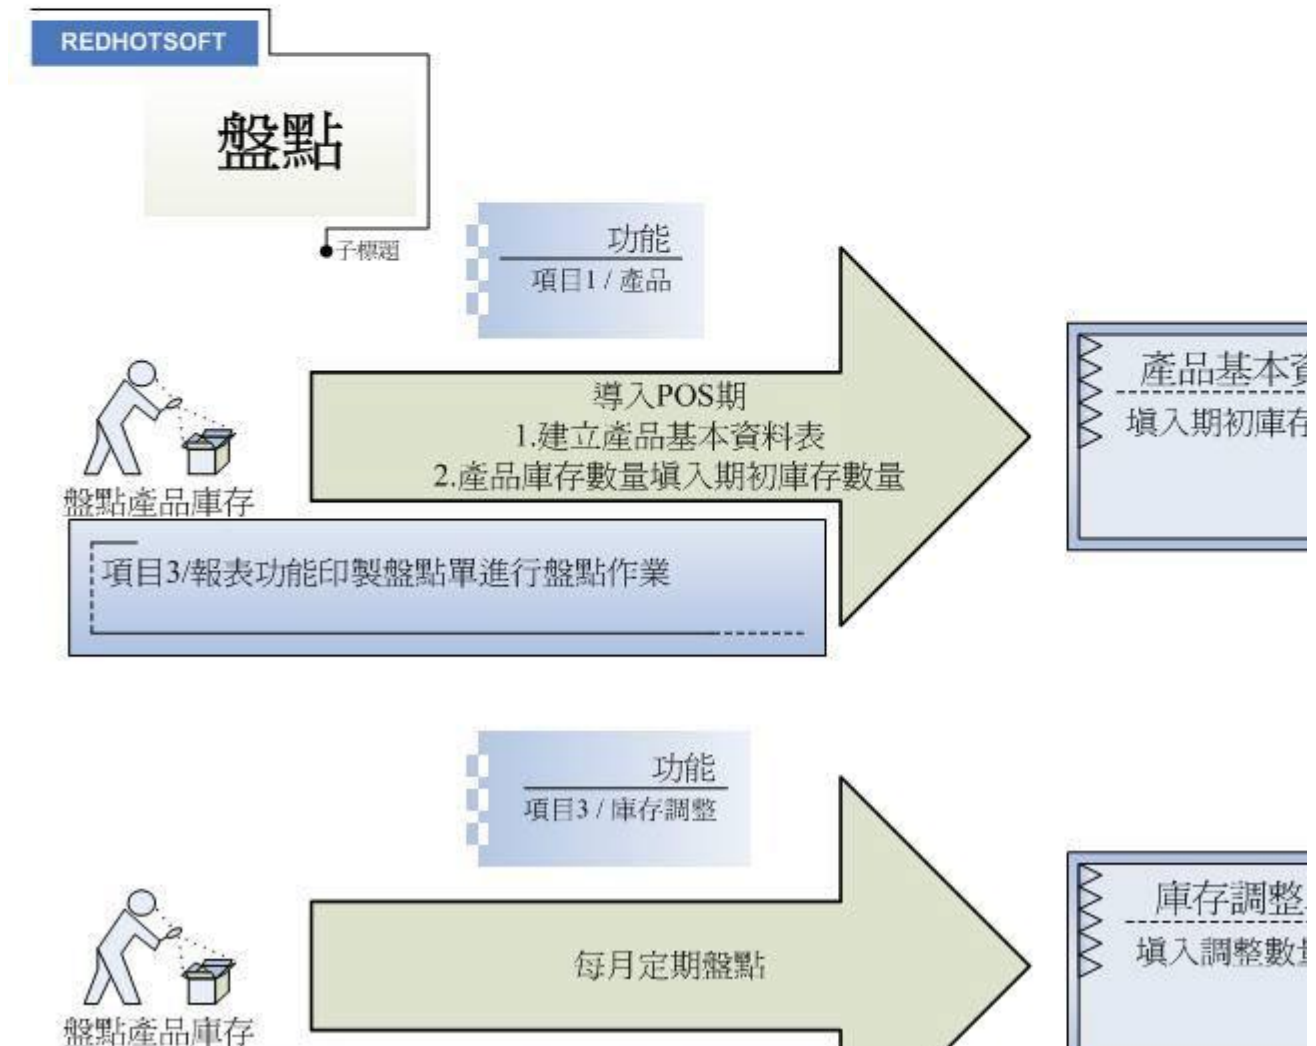 REDHOTSOFT
盤點
子標題
功能
項目1 / 產品
導入POS期
1.建立產品基本資料表
2.產品庫存數量塡入期初庫存數量
盤點產品庫存
產品基本資
塡入期初庫存
項目3/報表功能印製盤點單進行盤點作業
功能
項目3 / 庫存調整
每月定期盤點
盤點產品庫存
庫存調整
塡入調整數量